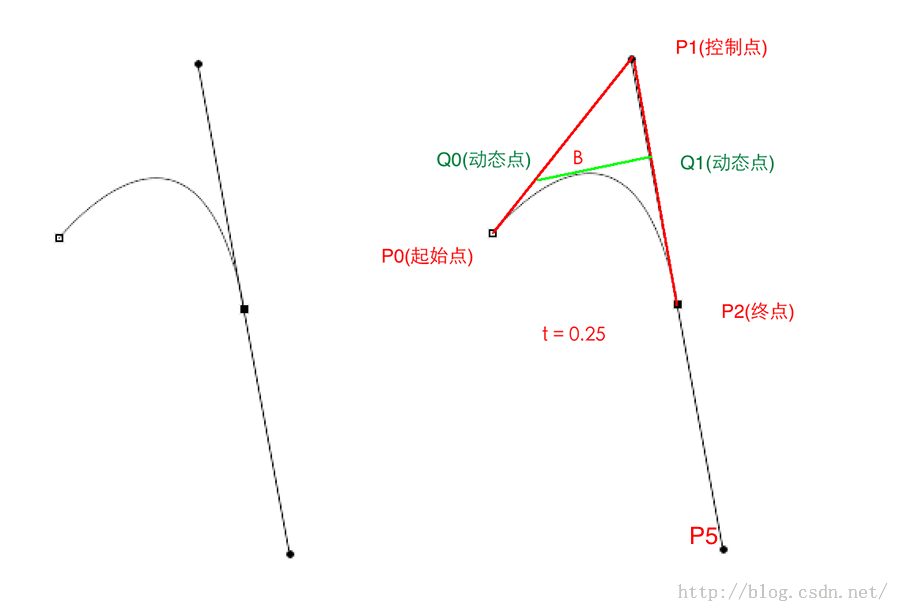 P1(控制点)
Q0(动态点)
B
Q1(动态点)
P0(起始点)
P2(终点)
t = 0.25
P5
http://blog.csdn.net/